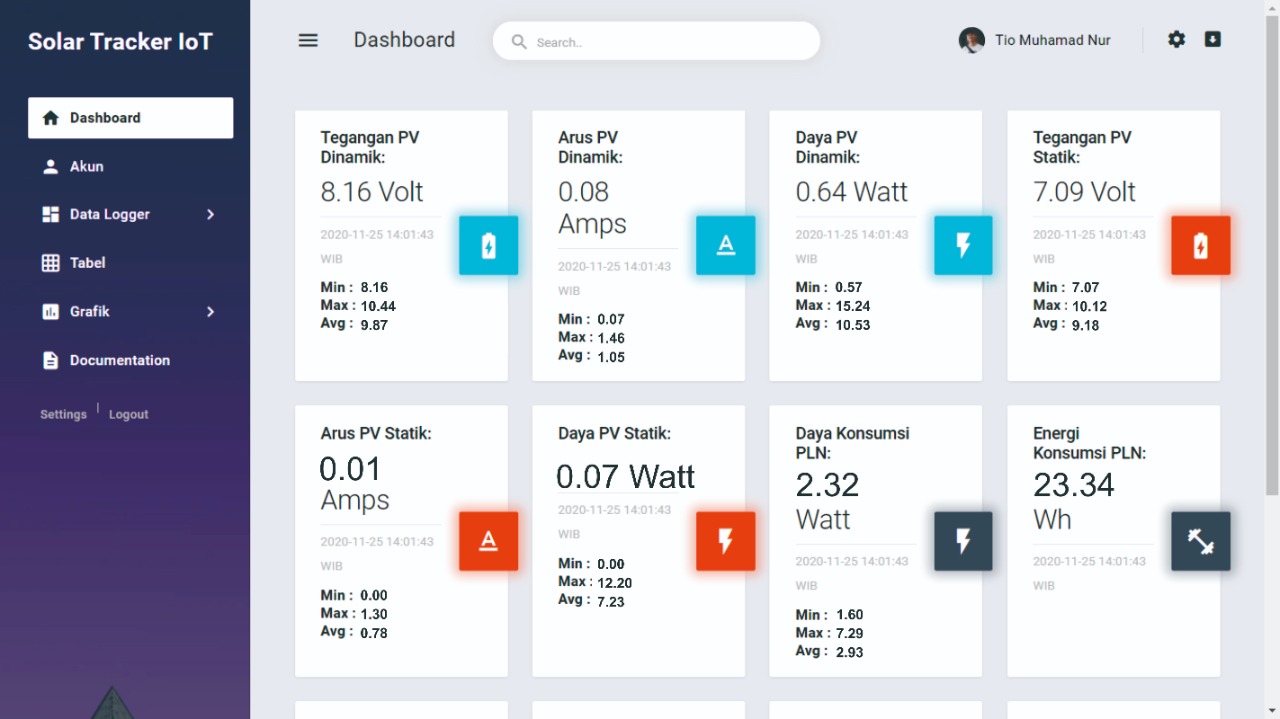 Solar Tracker IoT
Dashboard
Search..
Tio Muhamad Nur
Dashboard
Akun
Data Logger
Tabel
Grafik
Documentation
Settings
Logout
Tegangan PV
Dinamik:
8.16 Volt
2020-11-25 14:01:43
WIB
Min : 8.16
Max : 10.44
Avg : 9.87
Arus PV
Dinamik:
0.08
Amps
2020-11-25 14:01:43
WIB
Min : 0.07
Max : 1.46
Avg : 1.05
Daya PV
Dinamik:
0.64 Watt
2020-11-25 14:01:43
WIB
Min : 0.57
Max : 15.24
Avg : 10.53
Tegangan PV
Statik:
7.09 Volt
2020-11-25 14:01:43
WIB
Min : 7.07
Max : 10.12
Avg : 9.18
Arus PV Statik:
0.01
Amps
2020-11-25 14:01:43
WIB
Min : 0.00
Max : 1.30
Avg : 0.78
Daya PV Statik:
0.07 Watt
2020-11-25 14:01:43
WIB
Min : 0.00
Max : 12.20
Avg : 7.23
Daya Konsumsi
PLN:
2.32
Watt
2020-11-25 14:01:43
WIB
Min : 1.60
Max : 7.29
Avg : 2.93
Energi
Konsumsi PLN:
23.34
Wh
2020-11-25 14:01:43
WIB